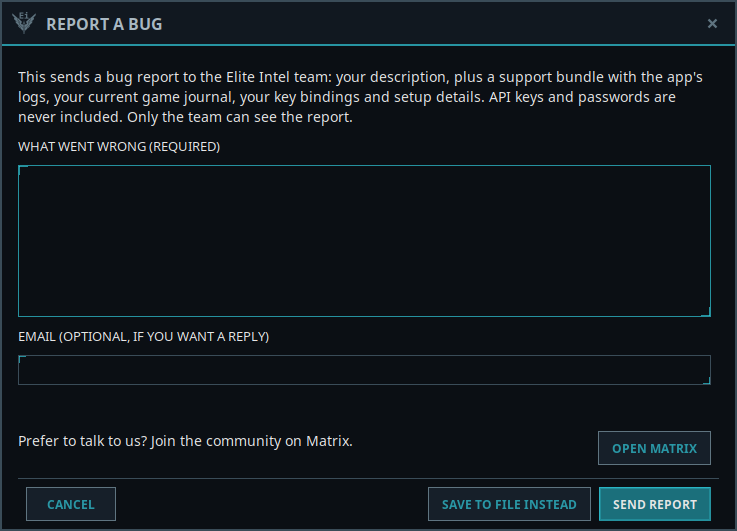 Ei
REPORT A BUG
×
This sends a bug report to the Elite Intel team: your description, plus a support bundle with the app's
logs, your current game journal, your key bindings and setup details. API keys and passwords are
never included. Only the team can see the report.
WHAT WENT WRONG (REQUIRED)
EMAIL (OPTIONAL, IF YOU WANT A REPLY)
Prefer to talk to us? Join the community on Matrix.
OPEN MATRIX
CANCEL
SAVE TO FILE INSTEAD
SEND REPORT